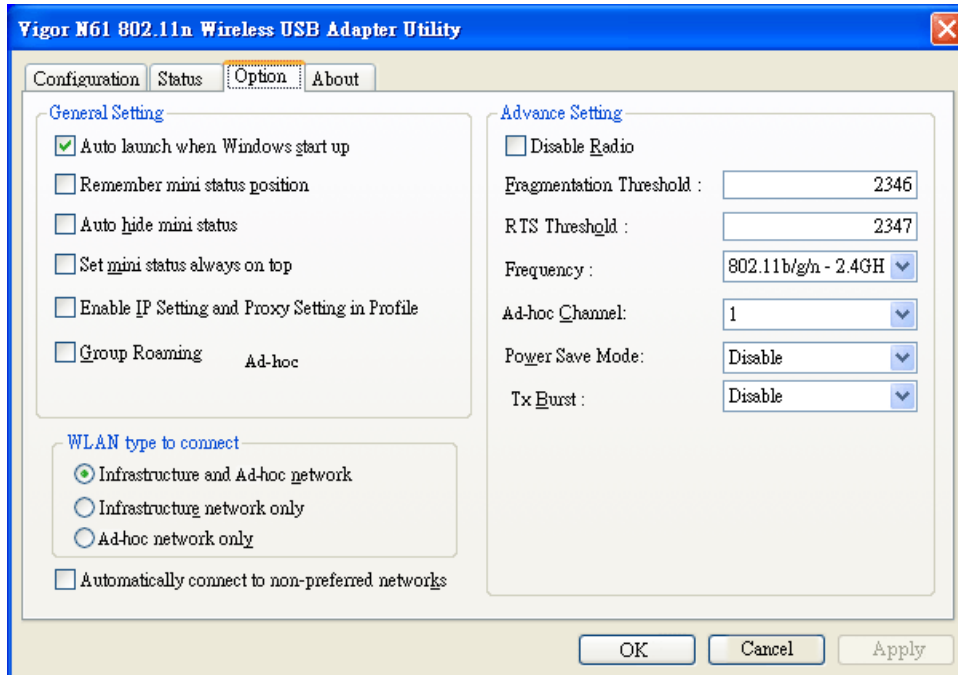 Vigor N61 802.11n Wireless USB Adapter Utility
Configuration Status Option About
General Setting
Auto launch when Windows start up
Remember mini status position
Auto hide mini status
Set mini status always on top
Enable IP Setting and Proxy Setting in Profile
Group Roaming Ad-hoc
WLAN type to connect
Infrastructure and Ad-hoc network
Infrastructure network only
Ad-hoc network only
Automatically connect to non-preferred networks
Advance Setting
Disable Radio
Fragmentation Threshold : 2346
RTS Threshold : 2347
Frequency : 802.11b/g/n - 2.4GH
Ad-hoc Channel: 1
Power Save Mode: Disable
Tx Burst : Disable
OK Cancel Apply